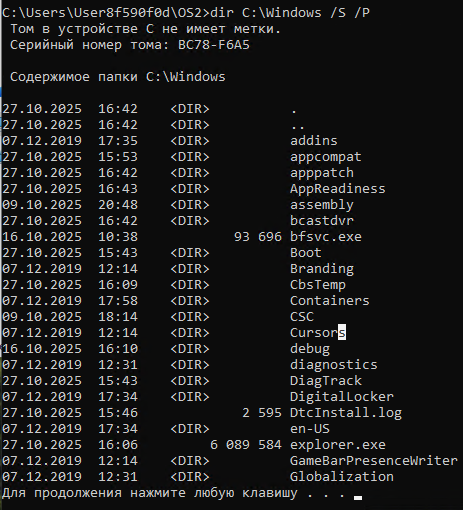 C:\Users\User8f590f0d\OS2>dir C:\Windows /S /P
Том в устройстве C не имеет метки.
Серийный номер тома: BC78-F6A5
Содержимое папки C:\Windows
27.10.2025 16:42 <DIR> .
27.10.2025 16:42 <DIR> ..
07.12.2019 17:35 <DIR> addins
27.10.2025 15:53 <DIR> appcompat
27.10.2025 16:42 <DIR> apppatch
27.10.2025 16:43 <DIR> AppReadiness
09.10.2025 20:48 <DIR> assembly
27.10.2025 16:42 <DIR> bcastdvr
16.10.2025 10:38 93 696 bfsvc.exe
27.10.2025 15:43 <DIR> Boot
07.12.2019 12:14 <DIR> Branding
27.10.2025 16:09 <DIR> CbsTemp
07.12.2019 17:58 <DIR> Containers
09.10.2025 18:14 <DIR> CSC
07.12.2019 12:14 <DIR> Cursors
16.10.2025 16:10 <DIR> debug
07.12.2019 12:31 <DIR> diagnostics
27.10.2025 15:43 <DIR> DiagTrack
07.12.2019 17:34 <DIR> DigitalLocker
27.10.2025 15:46 2 595 DtcInstall.log
07.12.2019 17:34 <DIR> en-US
27.10.2025 16:06 6 089 584 explorer.exe
07.12.2019 12:14 <DIR> GameBarPresenceWriter
07.12.2019 12:31 <DIR> Globalization
Для продолжения нажмите любую клавишу . . .